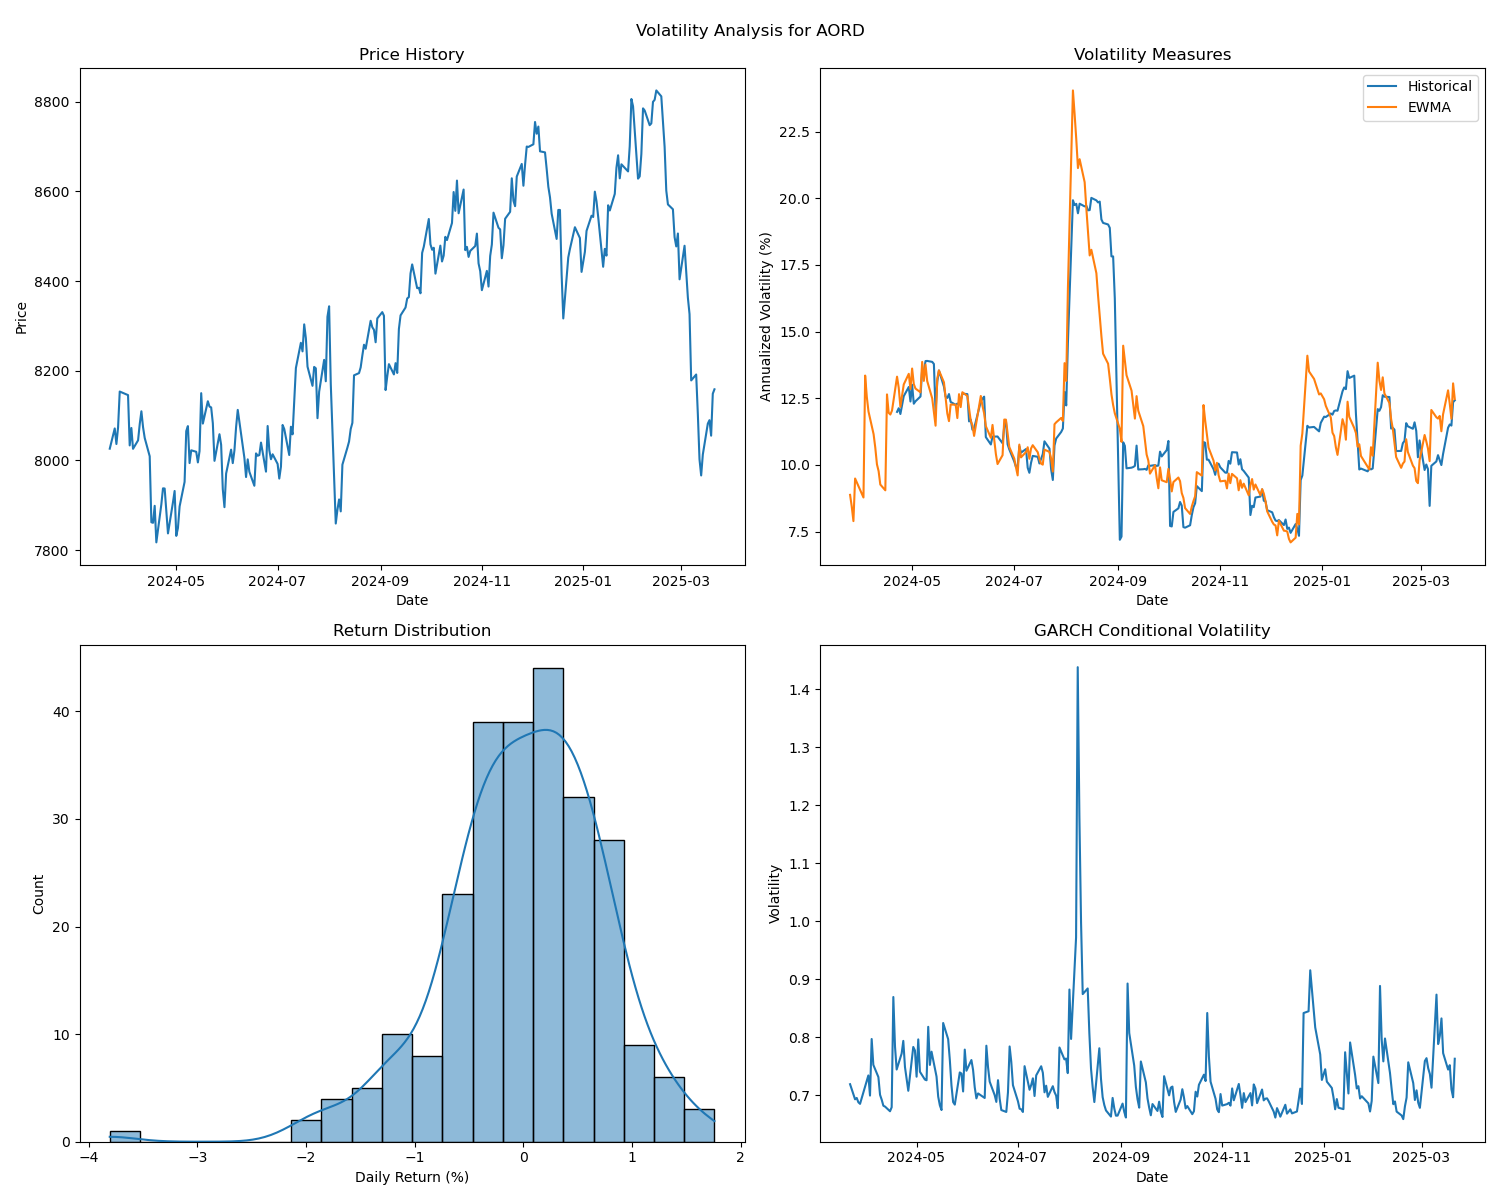 Volatility Analysis for AORD
Price History
8800
8600
8400
8200
8000
7800
Price
2024-05 2024-07 2024-09 2024-11 2025-01 2025-03
Date
Volatility Measures
Historical
EWMA
22.5
20.0
17.5
15.0
12.5
10.0
7.5
Annualized Volatility (%)
2024-05 2024-07 2024-09 2024-11 2025-01 2025-03
Date
Return Distribution
40
30
20
10
0
Count
−4 −3 −2 −1 0 1 2
Daily Return (%)
GARCH Conditional Volatility
1.4
1.3
1.2
1.1
1.0
0.9
0.8
0.7
Volatility
2024-05 2024-07 2024-09 2024-11 2025-01 2025-03
Date